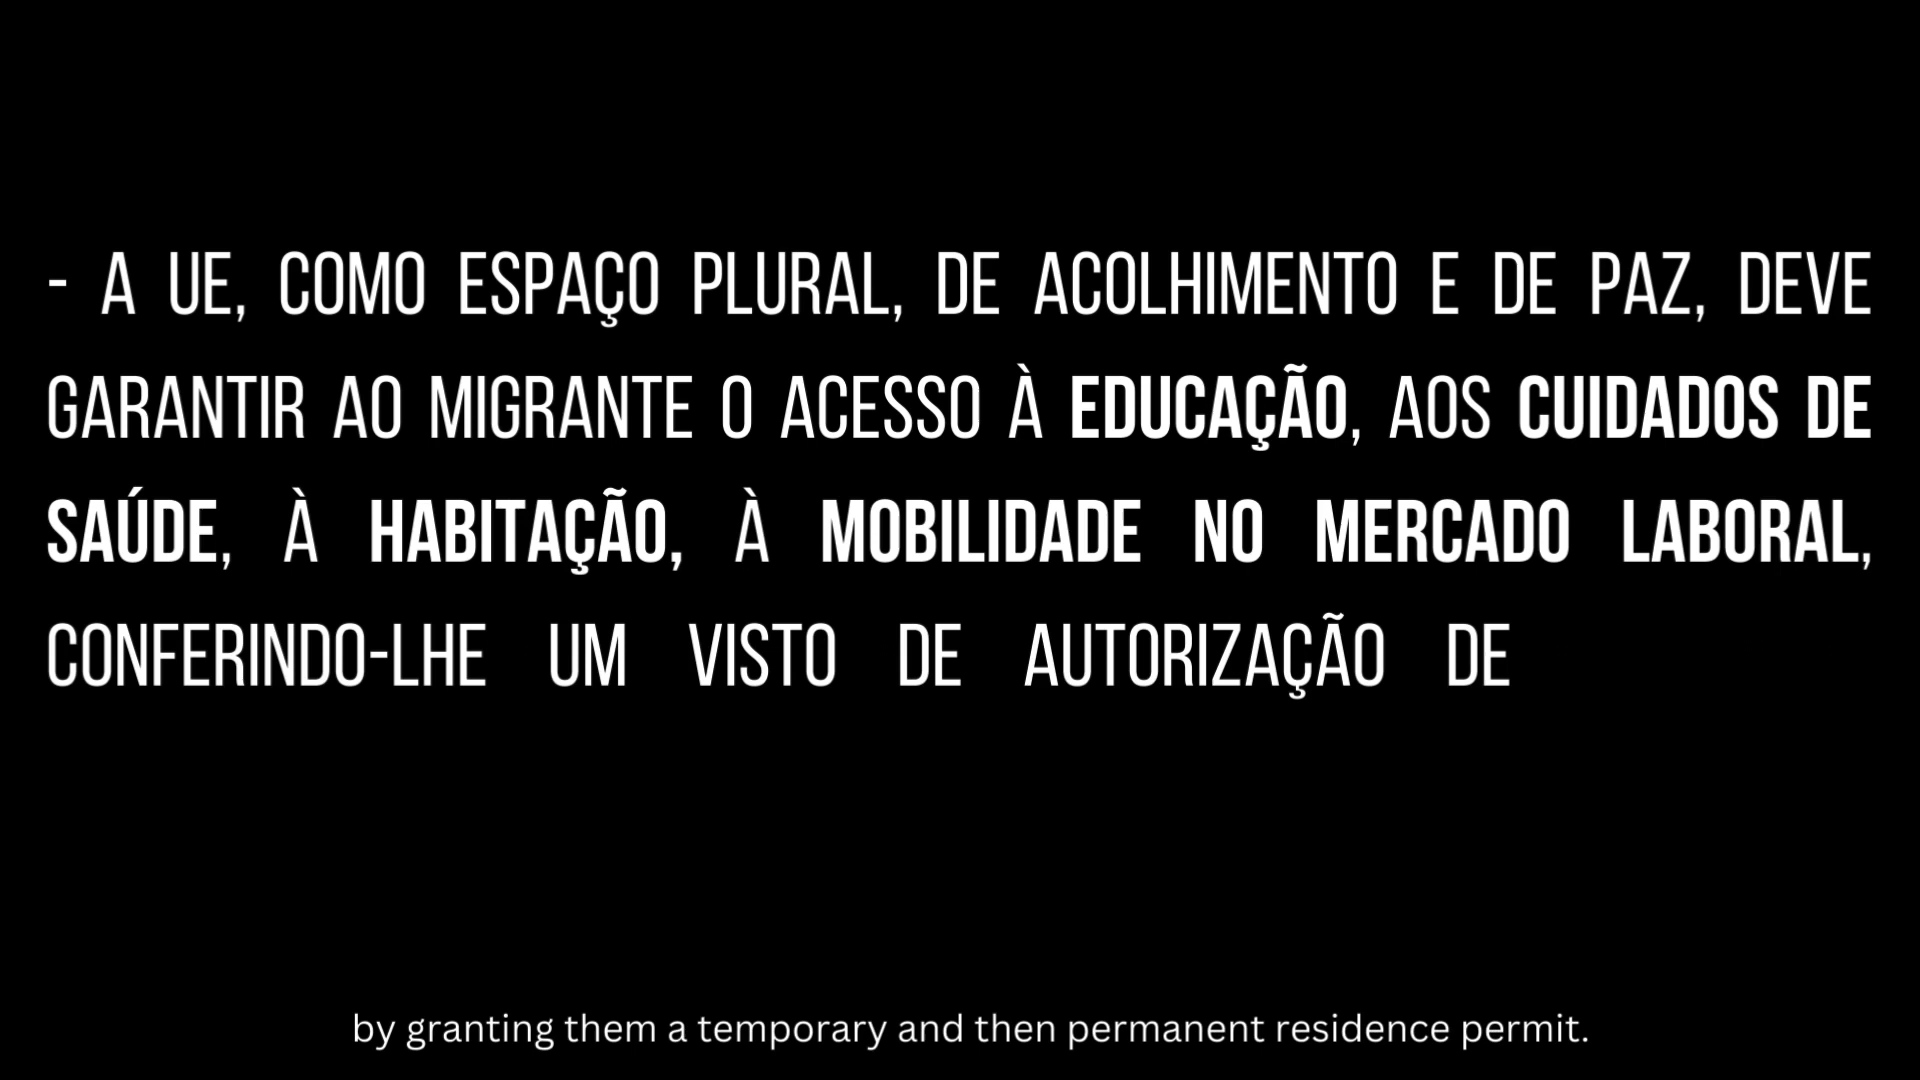 - A UE, COMO ESPAÇO PLURAL, DE ACOLHIMENTO E DE PAZ, DEVE
GARANTIR AO MIGRANTE O ACESSO À EDUCAÇÃO, AOS CUIDADOS DE
SAÚDE, À HABITAÇÃO, À MOBILIDADE NO MERCADO LABORAL,
CONFERINDO-LHE UM VISTO DE AUTORIZAÇÃO DE
by granting them a temporary and then permanent residence permit.